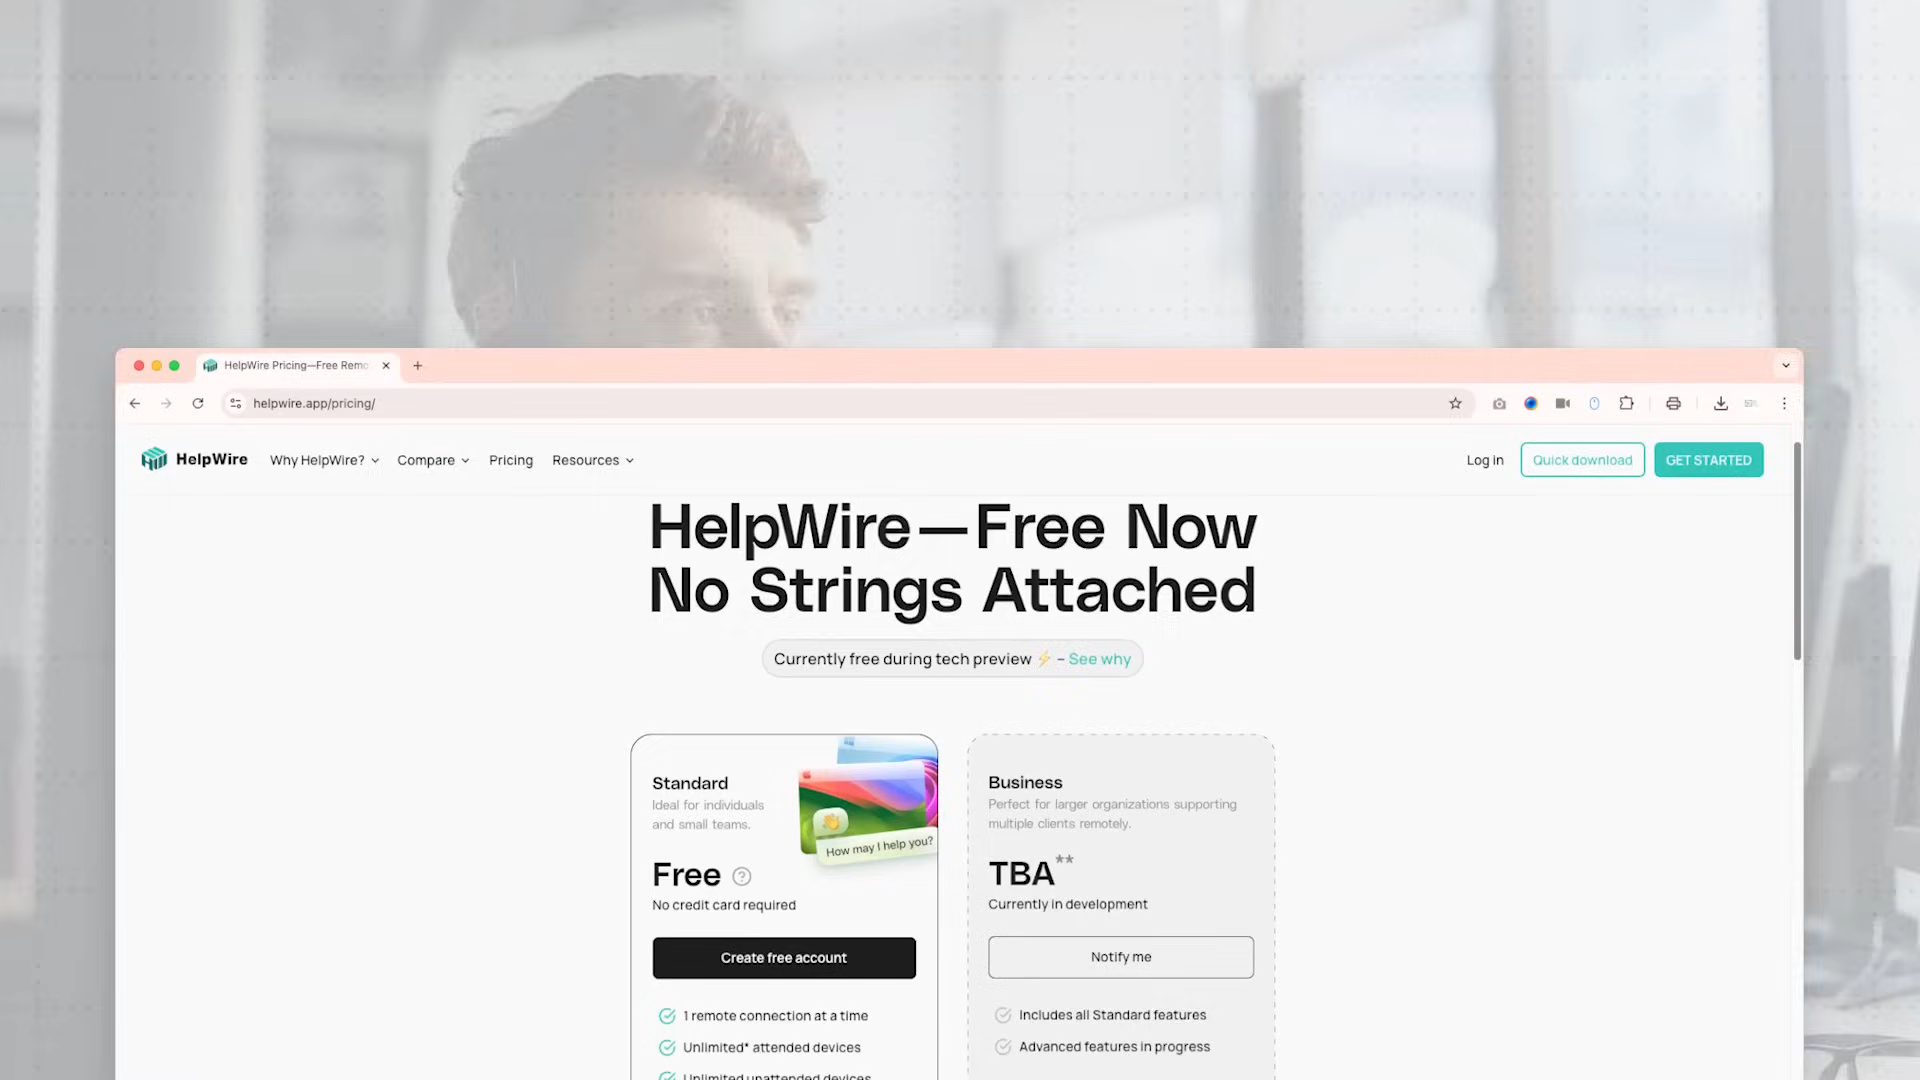 HelpWire Pricing—Free Remo
helpwire.app/pricing/
HelpWire
Why HelpWire?
Compare
Pricing
Resources
Log in
Quick download
GET STARTED
HelpWire—Free Now
No Strings Attached
Currently free during tech preview ⚡ – See why
Standard
Ideal for individuals
and small teams.
How may I help you?
Free
No credit card required
Create free account
1 remote connection at a time
Unlimited* attended devices
Unlimited unattended devices
Business
Perfect for larger organizations supporting
multiple clients remotely.
TBA**
Currently in development
Notify me
Includes all Standard features
Advanced features in progress